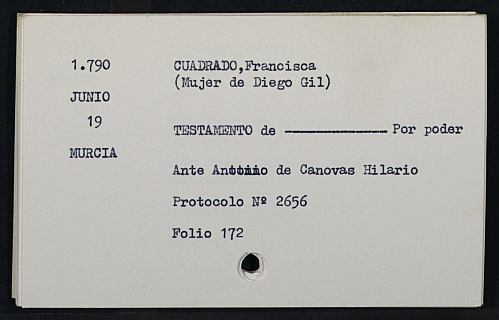 1.790 CUADRADO,Francisca
(Mujer de Diego Gil)
JUNIO
19
TESTAMENTO de ---------------- Por poder
MURCIA
Ante Antonio de Canovas Hilario
Protocolo Nº 2656
Folio 172